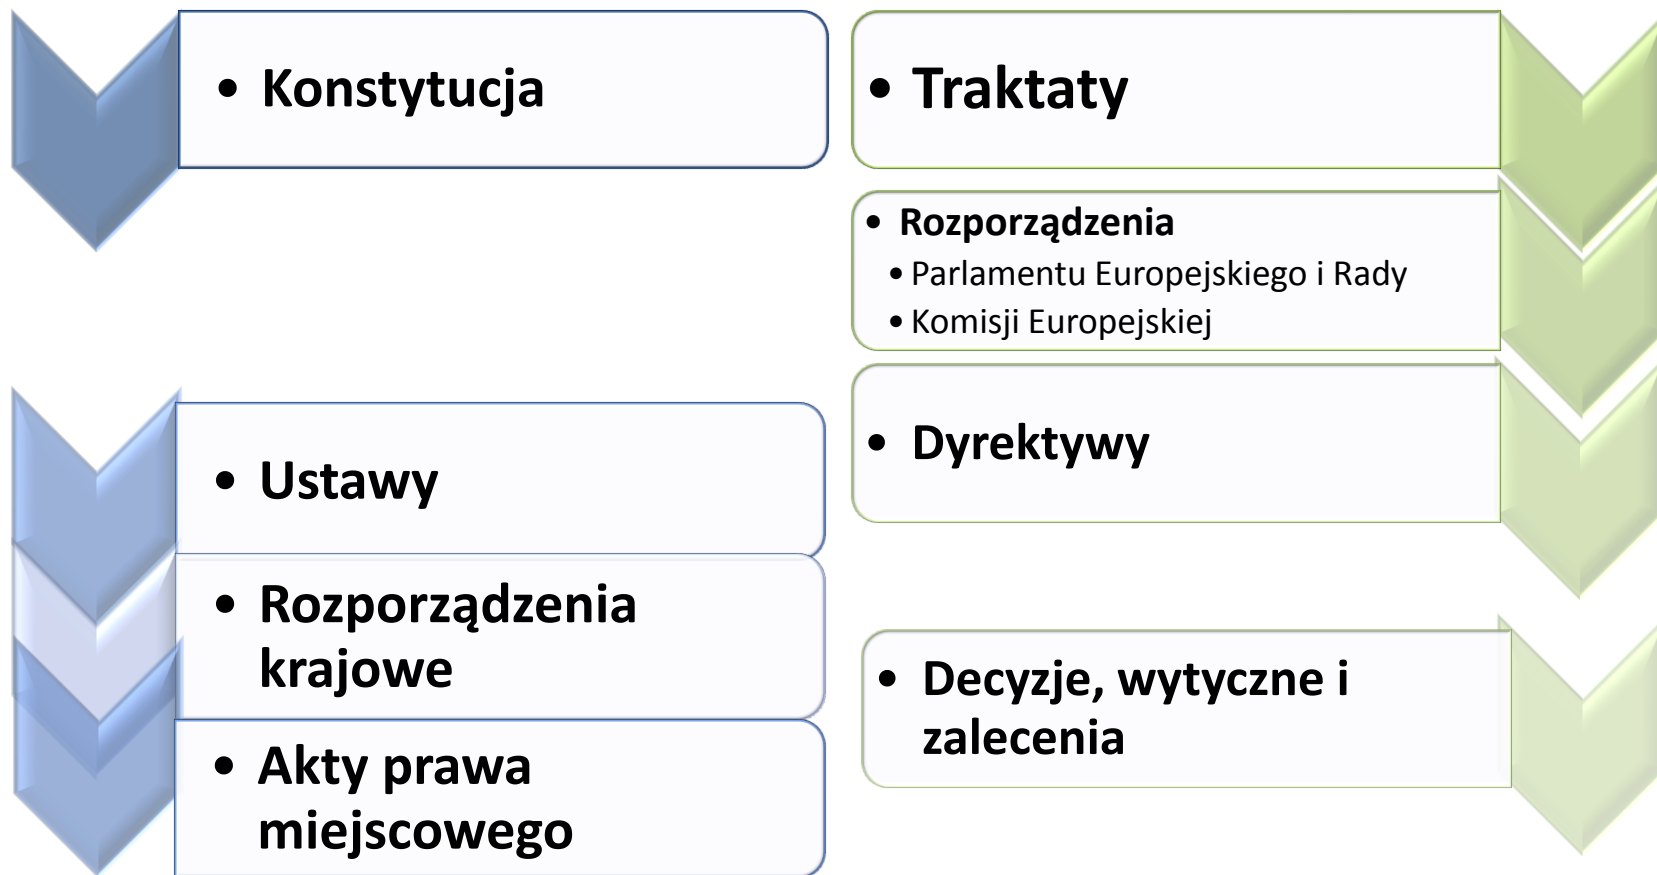 • Konstytucja
• Ustawy
• Rozporządzenia
krajowe
• Akty prawa
miejscowego
• Traktaty
• Rozporządzenia
• Parlamentu Europejskiego i Rady
• Komisji Europejskiej
• Dyrektywy
• Decyzje, wytyczne i
zalecenia